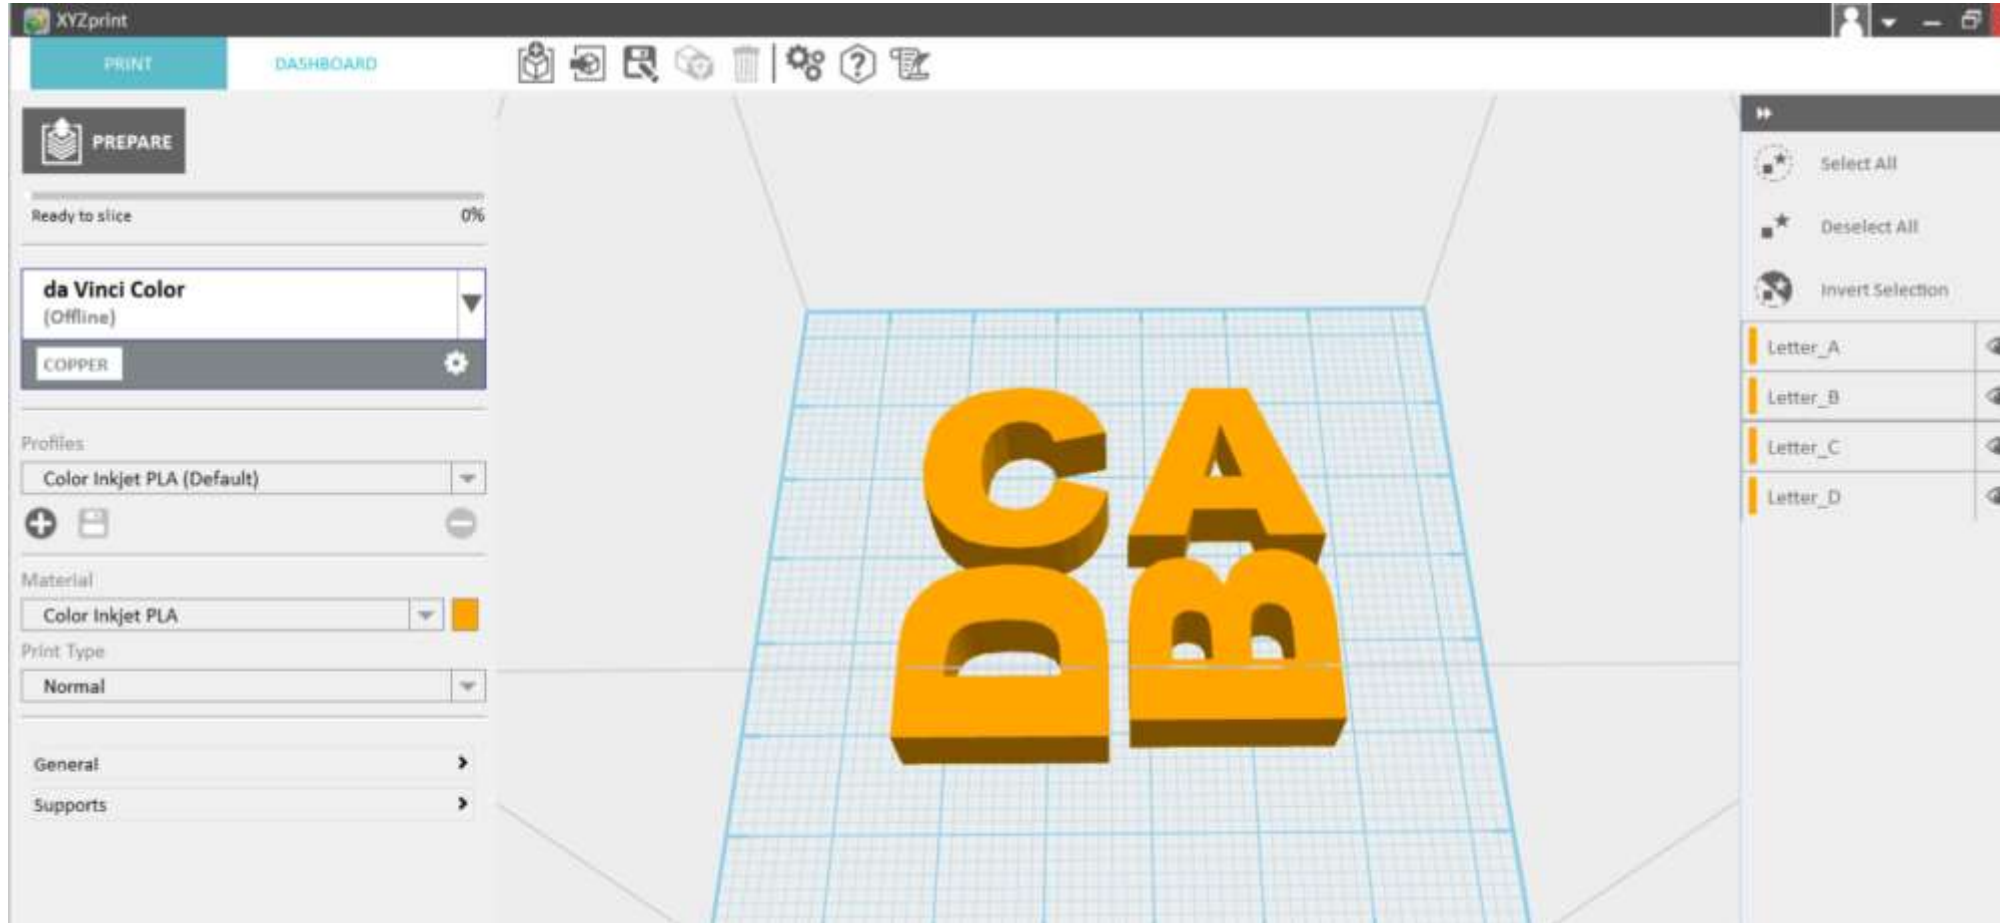 XYZprint
PRINT
DASHBOARD
PREPARE
Ready to slice
0%
da Vinci Color
(Offline)
COPPER
Profiles
Color Inkjet PLA (Default)
Material
Color Inkjet PLA
Print Type
Normal
General
Supports
C A
D B
Select All
Deselect All
Invert Selection
Letter_A
Letter_B
Letter_C
Letter_D